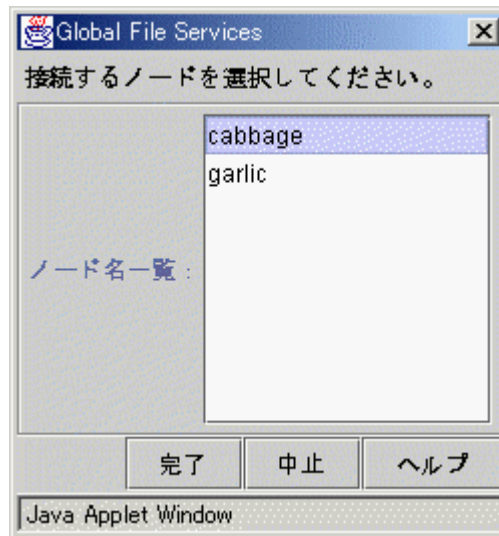 Global File Services
接続するノードを選択してください。
cabbage
garlic
ノード名一覧：
完了 中止 ヘルプ
Java Applet Window